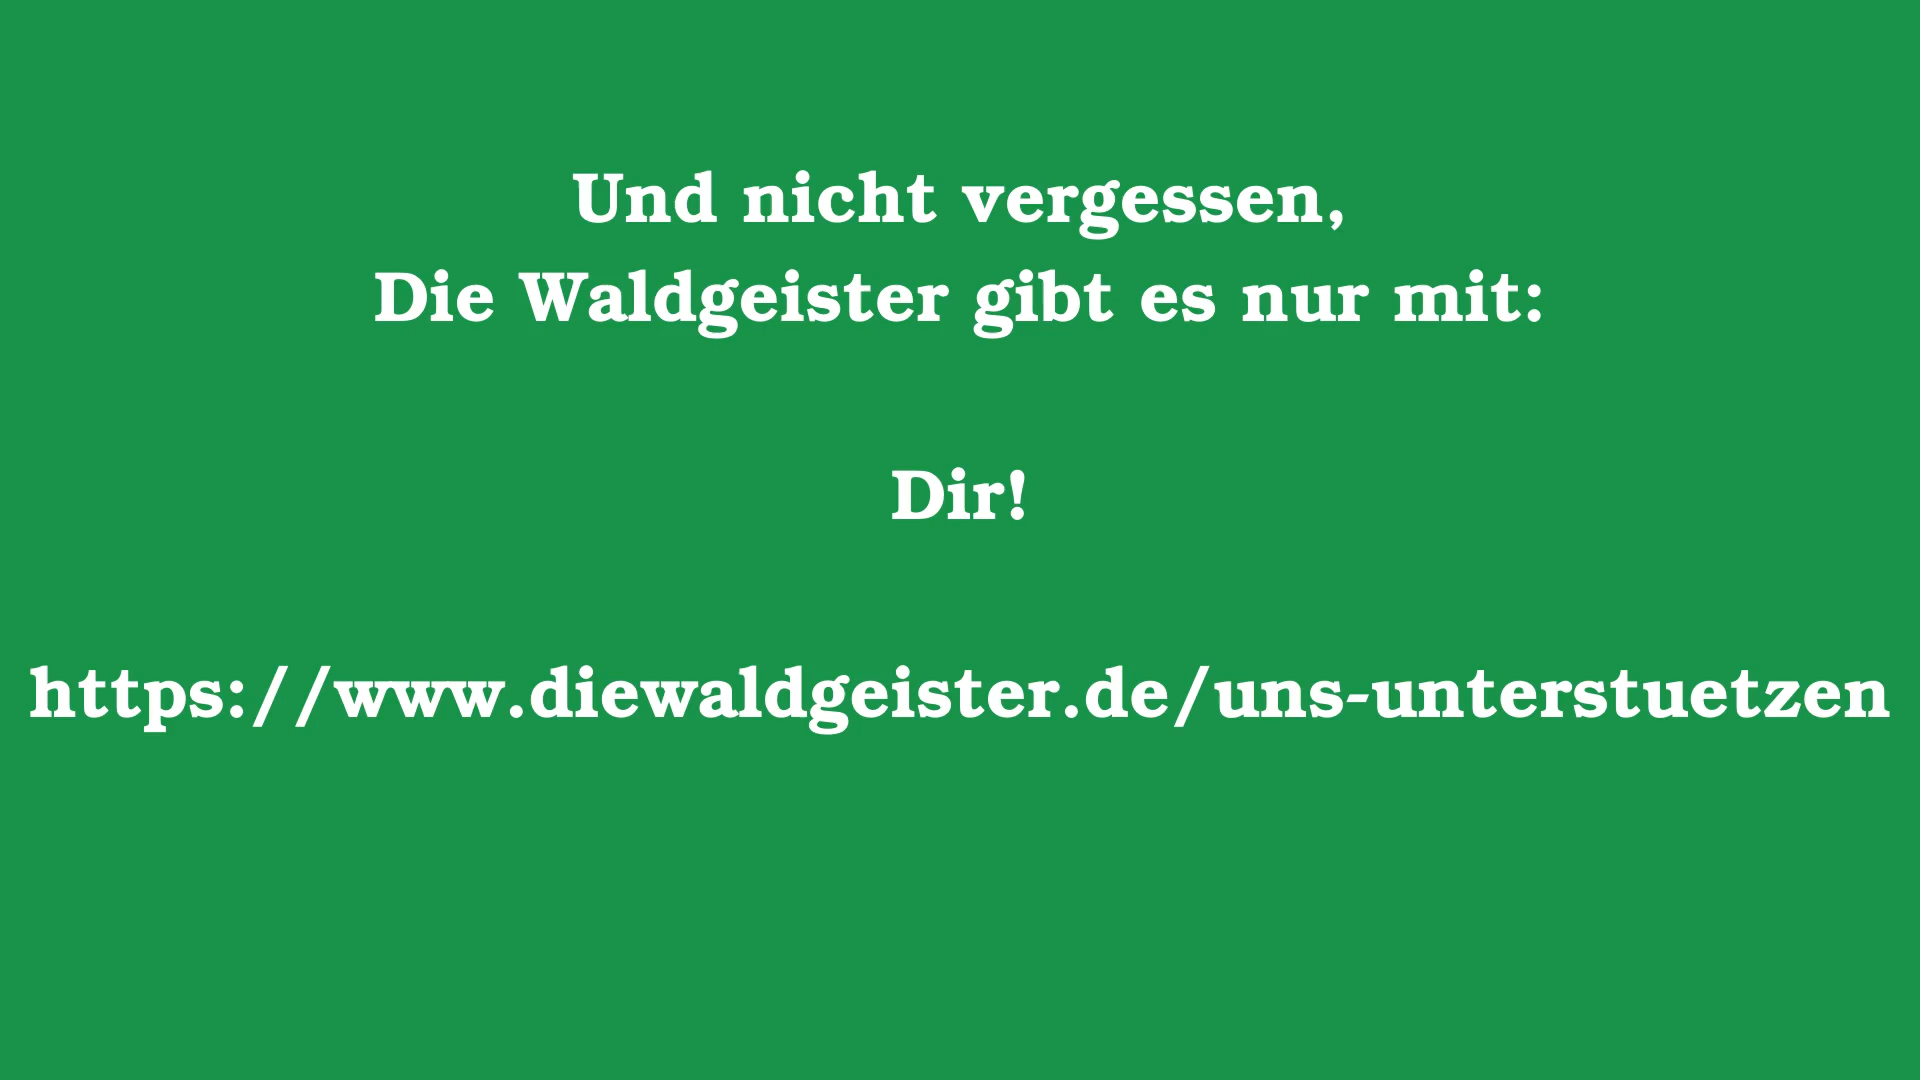 Und nicht vergessen,
Die Waldgeister gibt es nur mit:
Dir!
https://www.diewaldgeister.de/uns-unterstuetzen